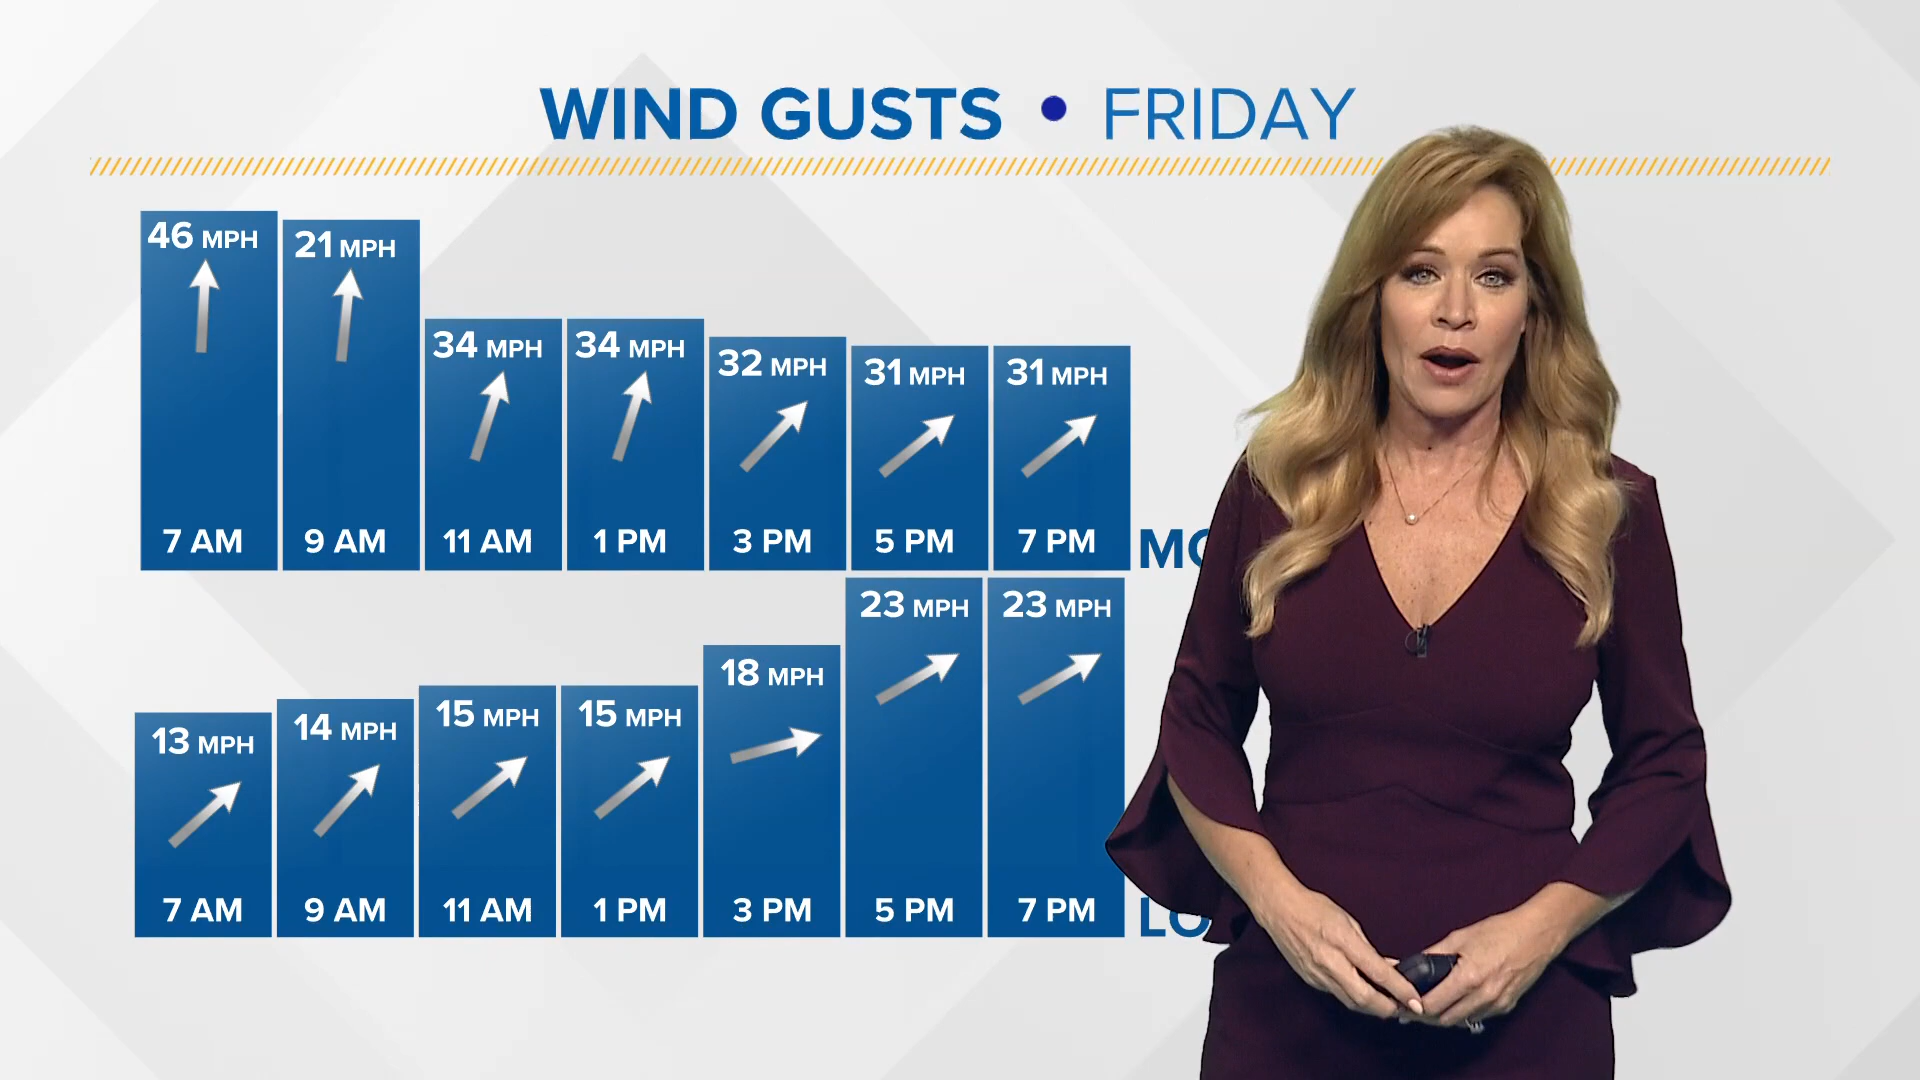 WIND GUSTS • FRIDAY
46 MPH 21 MPH 34 MPH 34 MPH 32 MPH 31 MPH 31 MPH
7 AM 9 AM 11 AM 1 PM 3 PM 5 PM 7 PM
13 MPH 14 MPH 15 MPH 15 MPH 18 MPH 23 MPH 23 MPH
7 AM 9 AM 11 AM 1 PM 3 PM 5 PM 7 PM